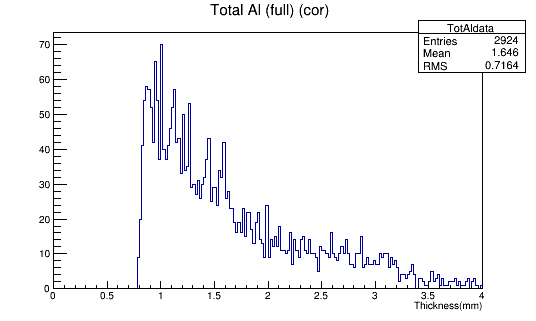 Total Al (full) (cor)
TotAldata
Entries 2924
Mean 1.646
RMS 0.7164
70
60
50
40
30
20
10
0
0 0.5 1 1.5 2 2.5 3 3.5 4
Thickness(mm)